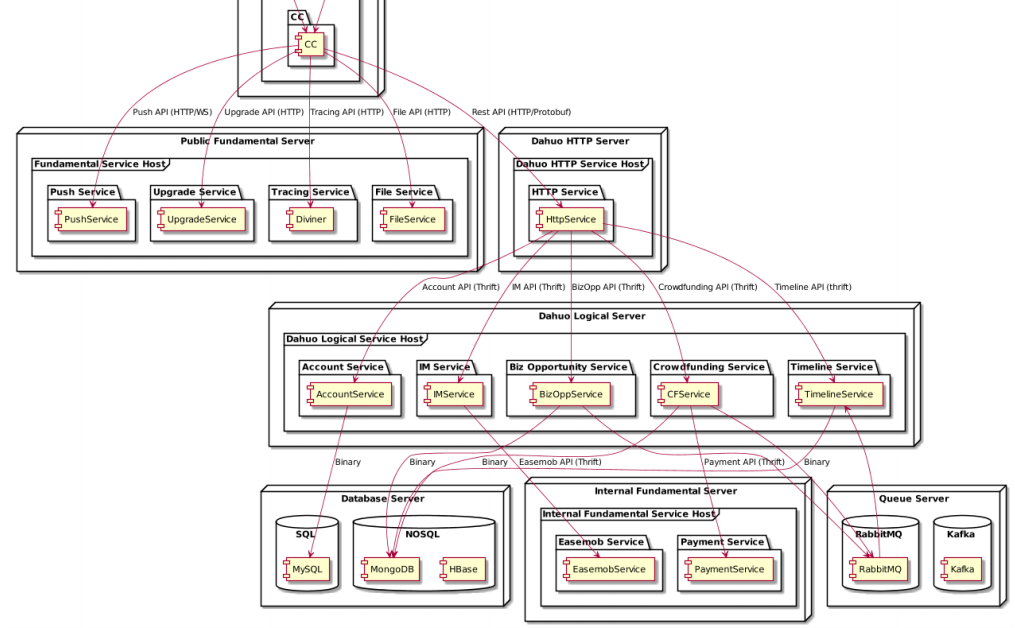 CC
CC
Push API (HTTP/WS)
Upgrade API (HTTP)
Tracing API (HTTP)
File API (HTTP)
Rest API (HTTP/Protobuf)
Public Fundamental Server
Dahuo HTTP Server
Fundamental Service Host
Dahuo HTTP Service Host
Push Service
Upgrade Service
Tracing Service
File Service
HTTP Service
PushService
UpgradeService
Diviner
FileService
HttpService
Account API (Thrift)
IM API (Thrift)
BizOpp API (Thrift)
Crowdfunding API (Thrift)
Timeline API (thrift)
Dahuo Logical Server
Dahuo Logical Service Host
Account Service
IM Service
Biz Opportunity Service
Crowdfunding Service
Timeline Service
AccountService
IMService
BizOppService
CFService
TimelineService
Binary
Binary
Binary
Easemob API (Thrift)
Payment API (Thrift)
Binary
Database Server
Internal Fundamental Server
Queue Server
Internal Fundamental Service Host
SQL
NOSQL
RabbitMQ
Kafka
Easemob Service
Payment Service
MySQL
MongoDB
HBase
EasemobService
PaymentService
RabbitMQ
Kafka